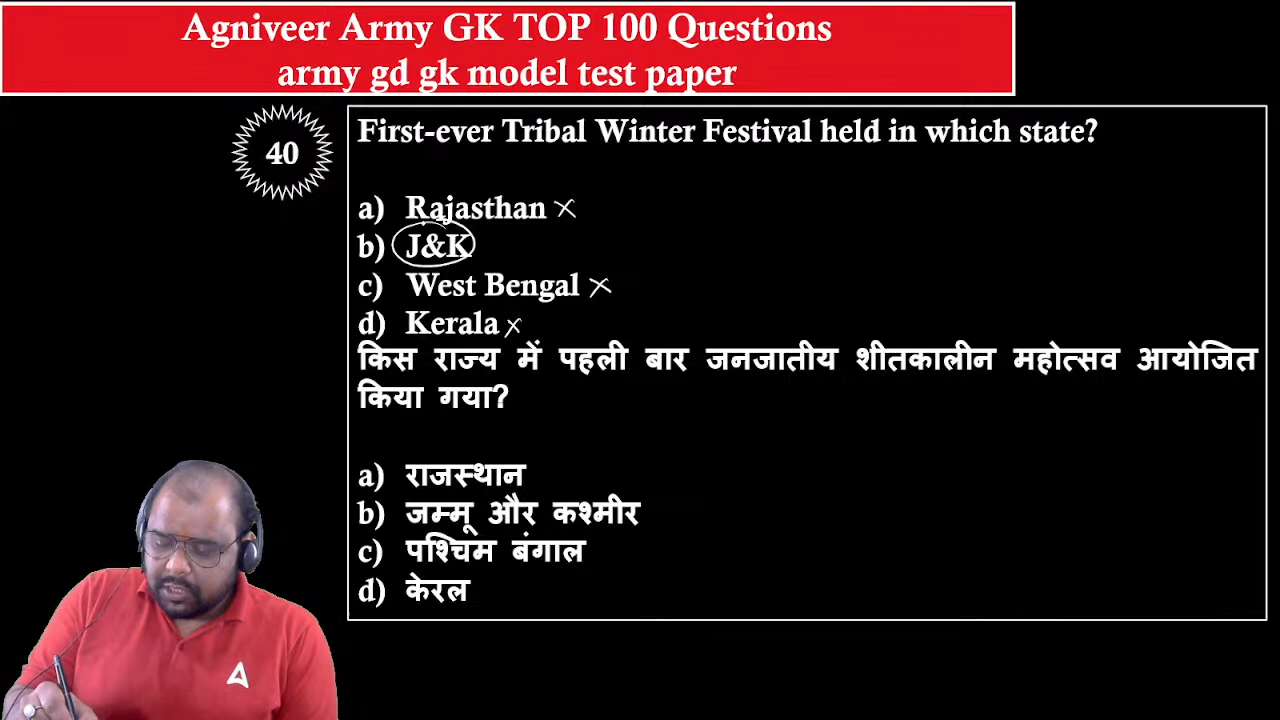 Agniveer Army GK TOP 100 Questions
army gd gk model test paper
40
First-ever Tribal Winter Festival held in which state?
a) Rajasthan
b) J&K
c) West Bengal
d) Kerala
किस राज्य में पहली बार जनजातीय शीतकालीन महोत्सव आयोजित
किया गया?
a) राजस्थान
b) जम्मू और कश्मीर
c) पश्चिम बंगाल
d) केरल